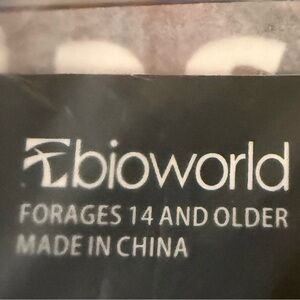 bioworld
FORAGES 14 AND OLDER
MADE IN CHINA